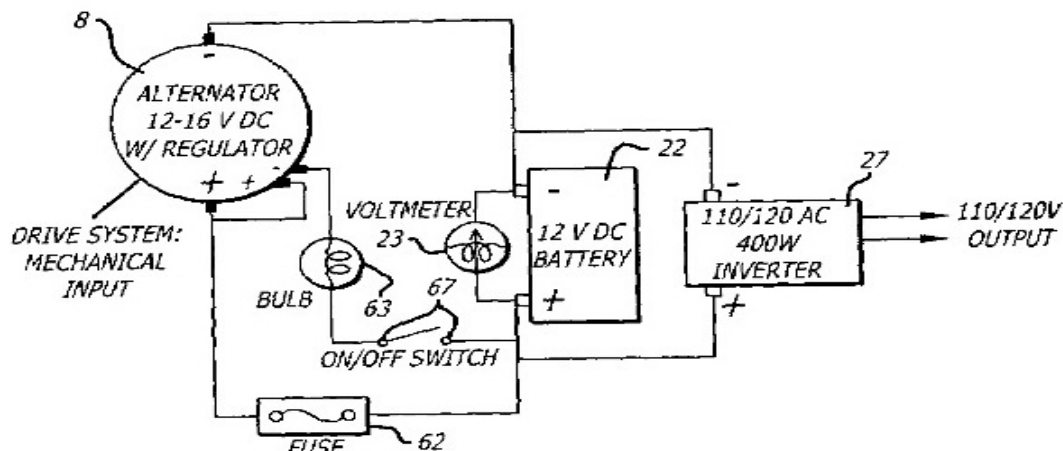 8
-
ALTERNATOR
12-16 V DC
W/ REGULATOR
-
+ +
DRIVE SYSTEM:
MECHANICAL
INPUT
BULB
63
VOLTMETER
23
67
ON/OFF SWITCH
FUSE
62
22
-
12 V DC
BATTERY
+
27
-
110/120 AC
400W
INVERTER
+
110/120V
OUTPUT